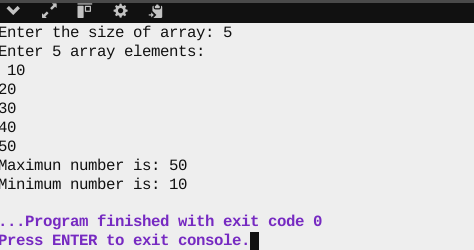 Enter the size of array: 5
Enter 5 array elements:
10
20
30
40
50
Maximun number is: 50
Minimum number is: 10
...Program finished with exit code 0
Press ENTER to exit console.